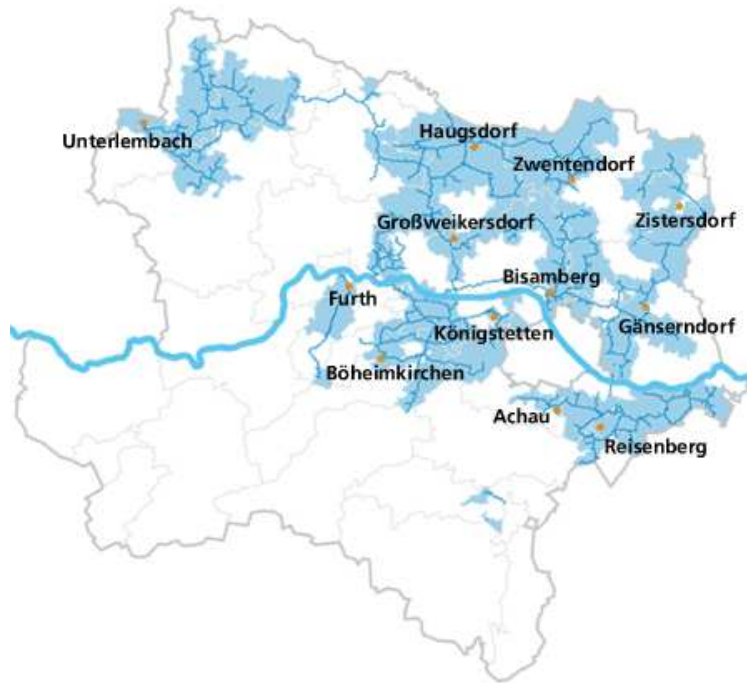 Haugsdorf
Unterlembach
Zwentendorf
Großweikersdorf
Zistersdorf
Bisamberg
Furth
Königstetten
Gänserndorf
Böheimkirchen
Achau
Reisenberg